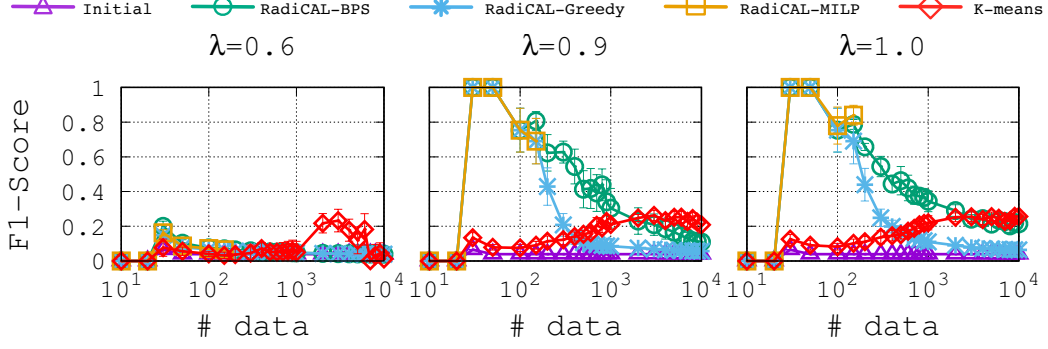 Initial RadiCAL-BPS RadiCAL-Greedy RadiCAL-MILP K-means
λ=0.6 λ=0.9 λ=1.0
F1-Score
1
0.8
0.6
0.4
0.2
0
10^1 10^2 10^3 10^4 10^1 10^2 10^3 10^4 10^1 10^2 10^3 10^4
# data # data # data